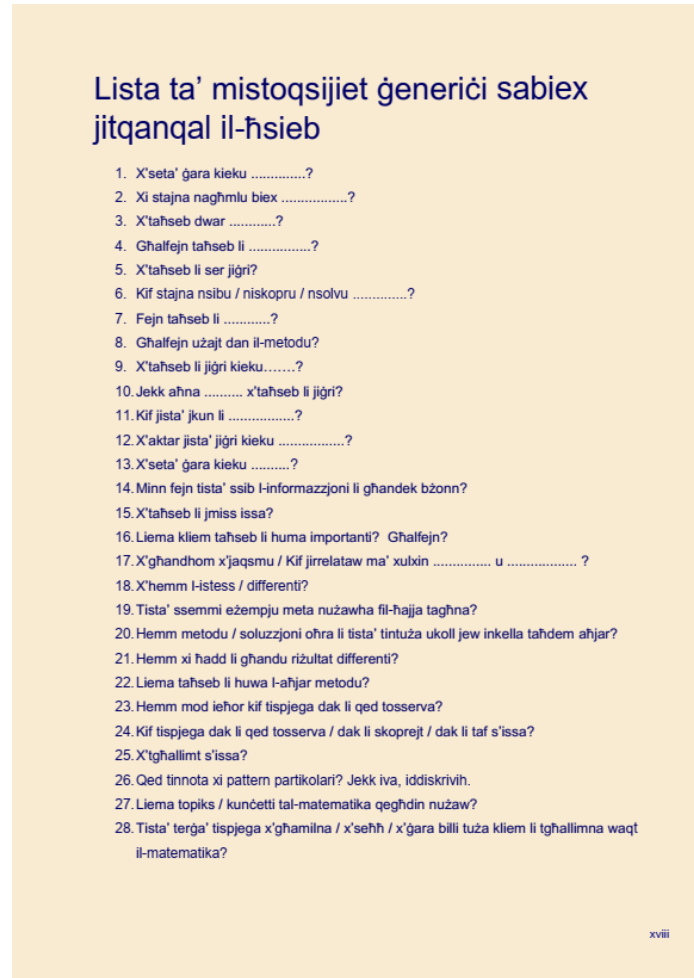 Lista ta' mistoqsijiet ġeneriċi sabiex
jitqanqal il-ħsieb
1. X'seta' ġara kieku ..............?
2. Xi stajna nagħmlu biex .................?
3. X'taħseb dwar ............?
4. Għalfejn taħseb li ................?
5. X'taħseb li ser jiġri?
6. Kif stajna nsibu / niskopru / nsolvu ..............?
7. Fejn taħseb li ............?
8. Għalfejn użajt dan il-metodu?
9. X'taħseb li jiġri kieku.……?
10. Jekk aħna .......... x'taħseb li jiġri?
11. Kif jista' jkun li .................?
12. X'aktar jista' jiġri kieku .................?
13. X'seta' ġara kieku ..........?
14. Minn fejn tista' ssib l-informazzjoni li għandek bżonn?
15. X'taħseb li jmiss issa?
16. Liema kliem taħseb li huma importanti? Għalfejn?
17. X'għandhom x'jaqsmu / Kif jirrelataw ma' xulxin ............... u .................. ?
18. X'hemm l-istess / differenti?
19. Tista' ssemmi eżempju meta nużawha fil-ħajja tagħna?
20. Hemm metodu / soluzzjoni oħra li tista' tintuża ukoll jew inkella taħdem aħjar?
21. Hemm xi ħadd li għandu riżultat differenti?
22. Liema taħseb li huwa l-aħjar metodu?
23. Hemm mod ieħor kif tispjega dak li qed tosserva?
24. Kif tispjega dak li qed tosserva / dak li skoprejt / dak li taf s'issa?
25. X'tgħallimt s'issa?
26. Qed tinnota xi pattern partikolari? Jekk iva, iddiskrivih.
27. Liema topiks / kunċetti tal-matematika qegħdin nużaw?
28. Tista' terġa' tispjega x'għamilna / x'seħħ / x'ġara billi tuża kliem li tgħallimna waqt
il-matematika?
xviii